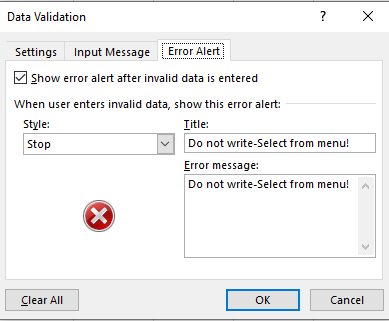 Data Validation ? ×
Settings Input Message Error Alert
Show error alert after invalid data is entered
When user enters invalid data, show this error alert:
Style: Title:
Stop Do not write-Select from menu!
Error message:
Do not write-Select from menu!
Clear All OK Cancel